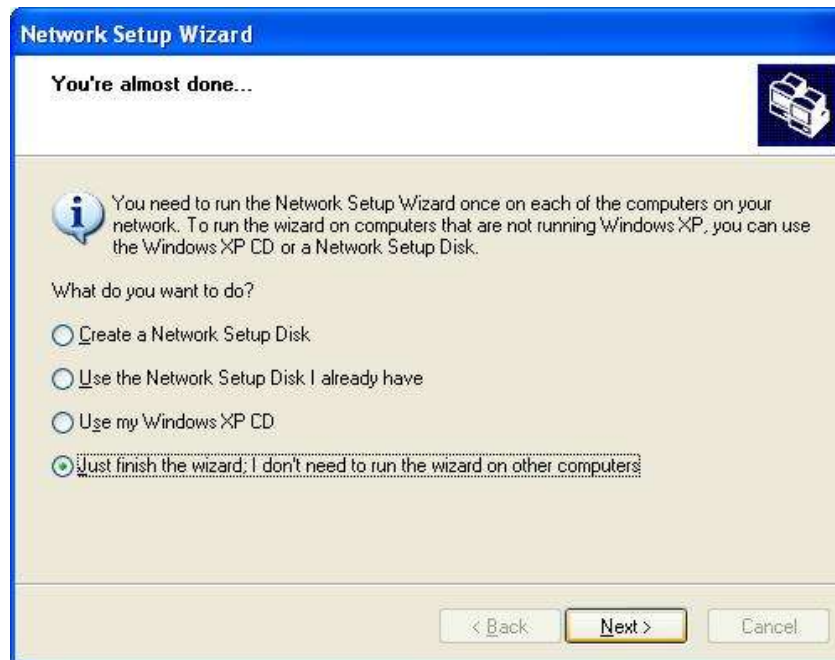 Network Setup Wizard
You're almost done...
You need to run the Network Setup Wizard once on each of the computers on your
network. To run the wizard on computers that are not running Windows XP, you can use
the Windows XP CD or a Network Setup Disk.
What do you want to do?
Create a Network Setup Disk
Use the Network Setup Disk I already have
Use my Windows XP CD
Just finish the wizard; I don't need to run the wizard on other computers
< Back
Next >
Cancel